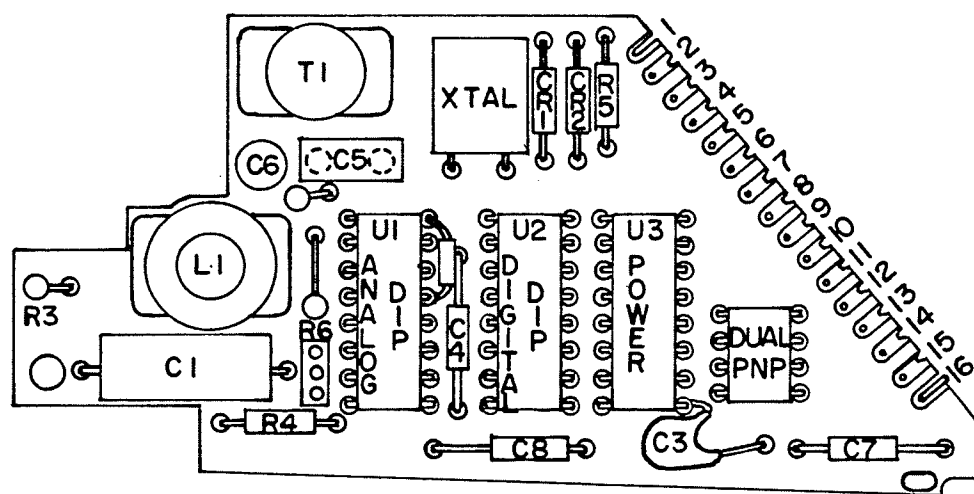 T1
XTAL
CR1
CR2
R5
1
2
3
4
5
6
7
8
9
10
11
12
13
14
15
16
C6
C5
U1
ANALOG
DIP
U2
DIGITAL
DIP
U3
POWER
L1
R3
R6
C4
DUAL
PNP
C1
R4
C8
C3
C7